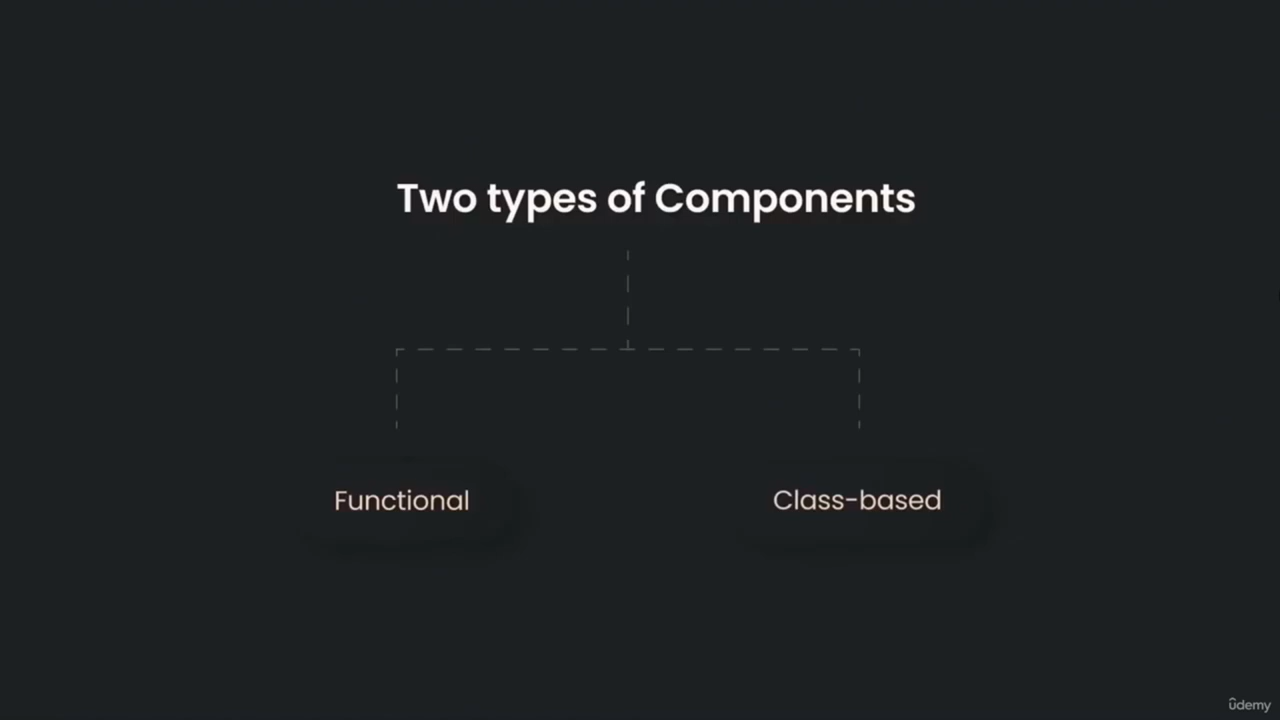 Two types of Components
Functional
Class-based
ûdemy